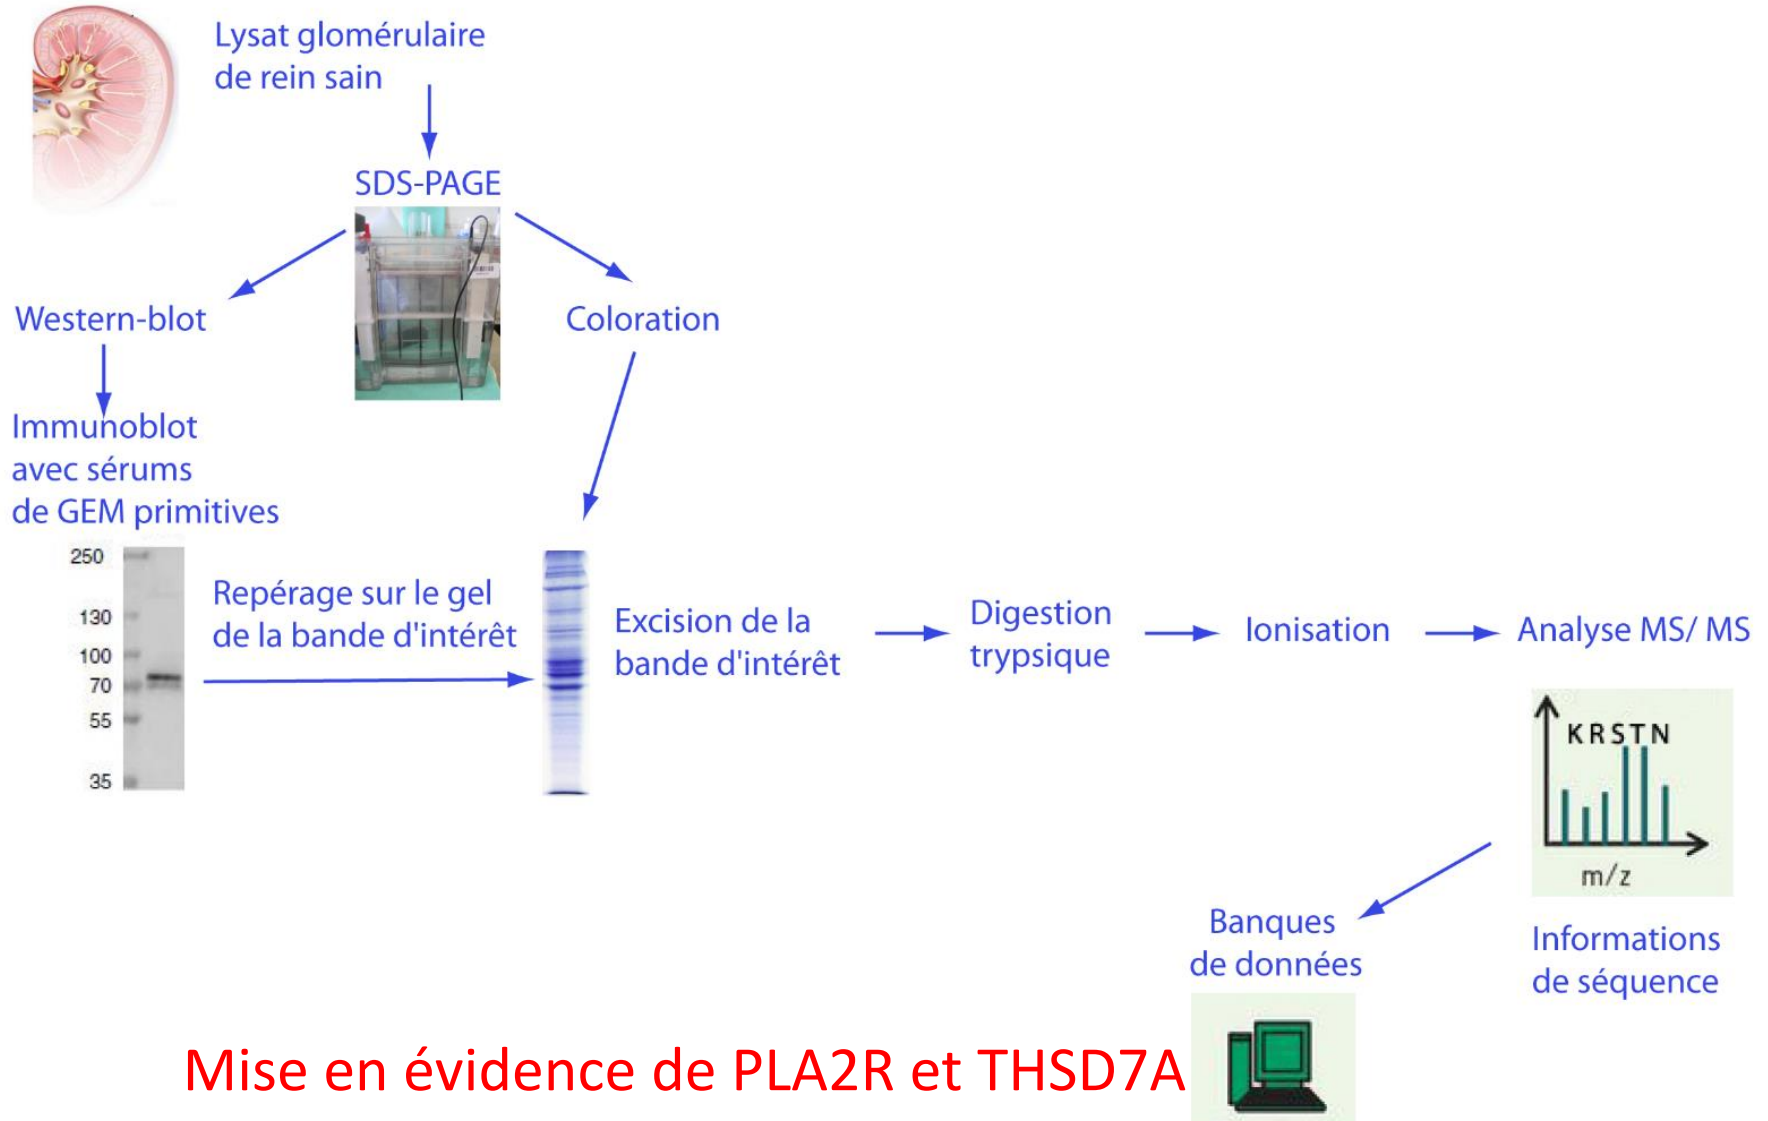 Lysat glomérulaire
de rein sain
SDS-PAGE
Western-blot
Coloration
Immunoblot
avec sérums
de GEM primitives
250
130
100
70
55
35
Repérage sur le gel
de la bande d'intérêt
Excision de la
bande d'intérêt
Digestion
trypsique
Ionisation
Analyse MS/ MS
KRSTN
m/z
Informations
de séquence
Banques
de données
Mise en évidence de PLA2R et THSD7A